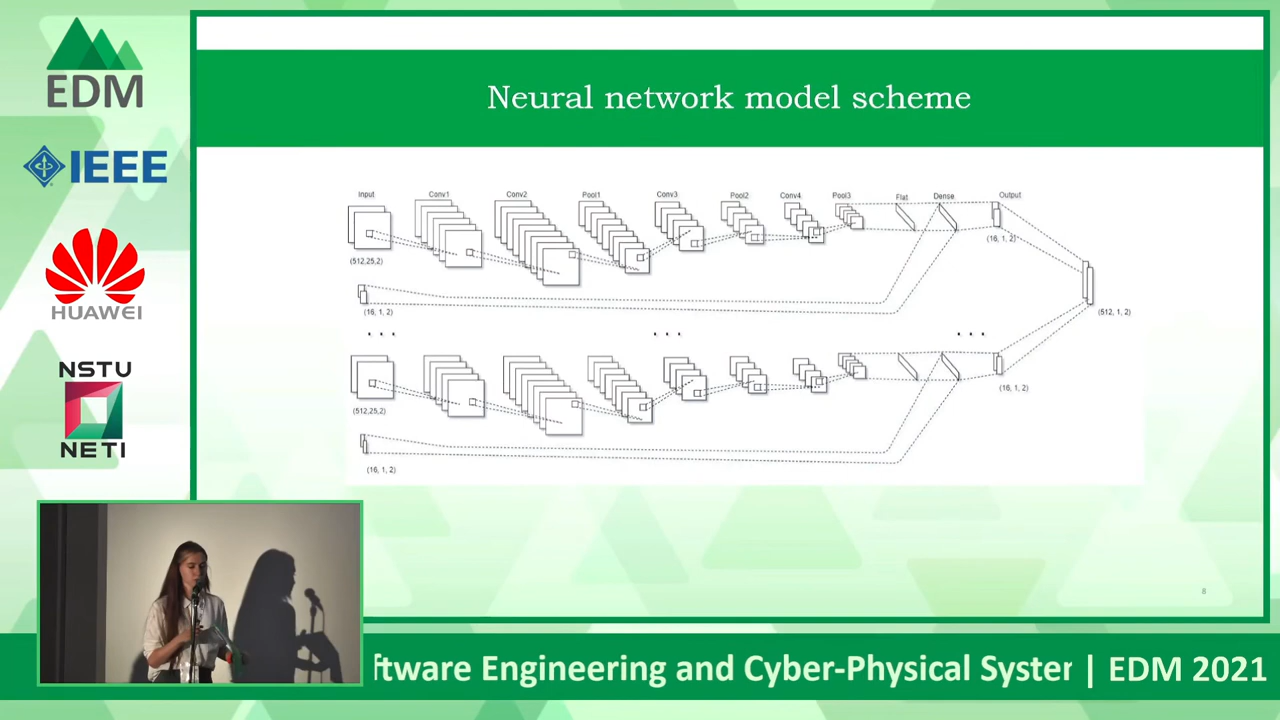 EDM
IEEE
HUAWEI
NSTU
NETI
Neural network model scheme
Input Conv1 Conv2 Pool1 Conv3 Pool2 Conv4 Pool3 Flat Dense Output
(512,25,2)
(16, 1, 2)
(16, 1, 2)
(512, 1, 2)
. . . . . . . . .
(512,25,2)
(16, 1, 2)
(16, 1, 2)
8
ftware Engineering and Cyber-Physical System | EDM 2021